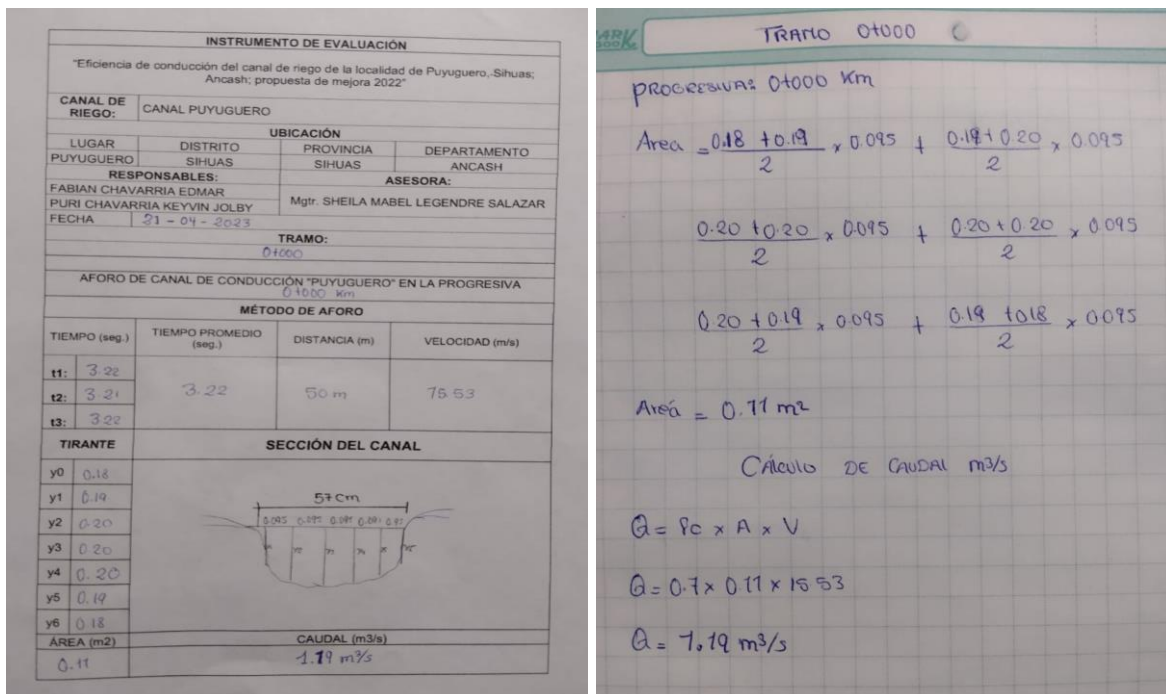 INSTRUMENTO DE EVALUACIÓN
"Eficiencia de conducción del canal de riego de la localidad de Puyuguero, Sihuas;
Ancash; propuesta de mejora 2022"
CANAL DE RIEGO: CANAL PUYUGUERO
UBICACIÓN
LUGAR DISTRITO PROVINCIA DEPARTAMENTO
PUYUGUERO SIHUAS SIHUAS ANCASH
RESPONSABLES: ASESORA:
FABIAN CHAVARRIA EDMAR
PURI CHAVARRIA KEYVIN JOLBY Mgtr. SHEILA MABEL LEGENDRE SALAZAR
FECHA 21-04-2023
TRAMO:
0+000
AFORO DE CANAL DE CONDUCCIÓN "PUYUGUERO" EN LA PROGRESIVA
0+000 Km
MÉTODO DE AFORO
TIEMPO (seg.) TIEMPO PROMEDIO (seg.) DISTANCIA (m) VELOCIDAD (m/s)
t1: 3.22
t2: 3.21 3.22 50 m 15.53
t3: 3.22
TIRANTE SECCIÓN DEL CANAL
y0 0.18
y1 0.19
y2 0.20
y3 0.20
y4 0.20
y5 0.19
y6 0.18
57 cm
0.095 0.095 0.095
ÁREA (m2) CAUDAL (m3/s)
0.11 1.19 m3/s
TRAMO 0+000
PROGRESIVA: 0+000 Km
Area = 0.18 + 0.19 / 2 x 0.095 + 0.19 + 0.20 / 2 x 0.095
0.20 + 0.20 / 2 x 0.095 + 0.20 + 0.20 / 2 x 0.095
0.20 + 0.19 / 2 x 0.095 + 0.19 + 0.18 / 2 x 0.095
Area = 0.11 m2
CÁlculo DE CAUDAl m3/s
Q = Fc x A x V
Q = 0.7 x 0.11 x 15.53
Q = 1.19 m3/s